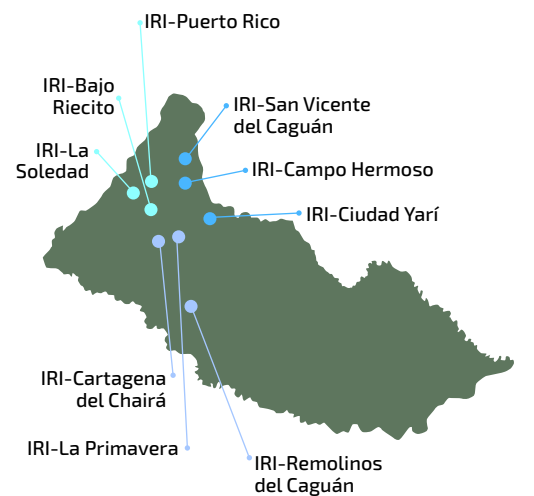 IRI-Puerto Rico
IRI-Bajo
Riecito
IRI-San Vicente
del Caguán
IRI-La
Soledad
IRI-Campo Hermoso
IRI-Ciudad Yarí
IRI-Cartagena
del Chairá
IRI-La Primavera
IRI-Remolinos
del Caguán